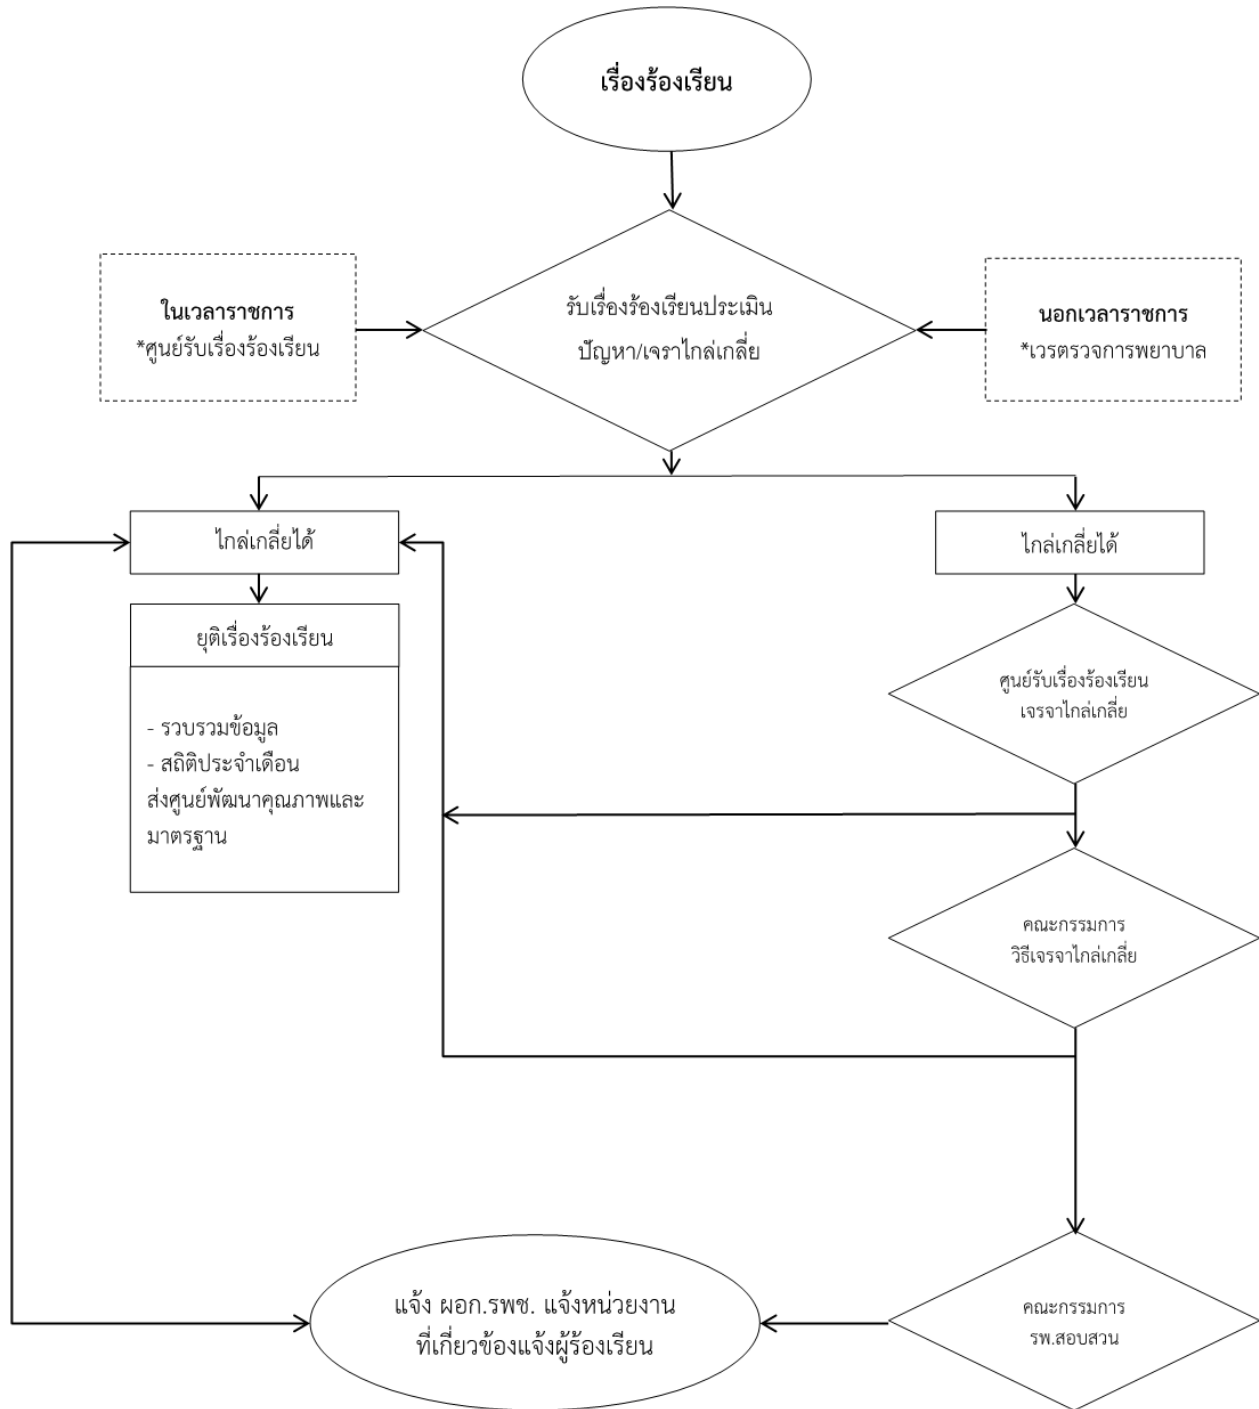 เรื่องร้องเรียน
ในเวลาราชการ
*ศูนย์รับเรื่องร้องเรียน
รับเรื่องร้องเรียนประเมิน
ปัญหา/เจราไกล่เกลี่ย
นอกเวลาราชการ
*เวรตรวจการพยาบาล
ไกล่เกลี่ยได้
ไกล่เกลี่ยได้
ยุติเรื่องร้องเรียน
- รวบรวมข้อมูล
- สถิติประจำเดือน
ส่งศูนย์พัฒนาคุณภาพและ
มาตรฐาน
ศูนย์รับเรื่องร้องเรียน
เจรจาไกล่เกลี่ย
คณะกรรมการ
วิธีเจรจาไกล่เกลี่ย
แจ้ง ผอก.รพช. แจ้งหน่วยงาน
ที่เกี่ยวข้องแจ้งผู้ร้องเรียน
คณะกรรมการ
รพ.สอบสวน